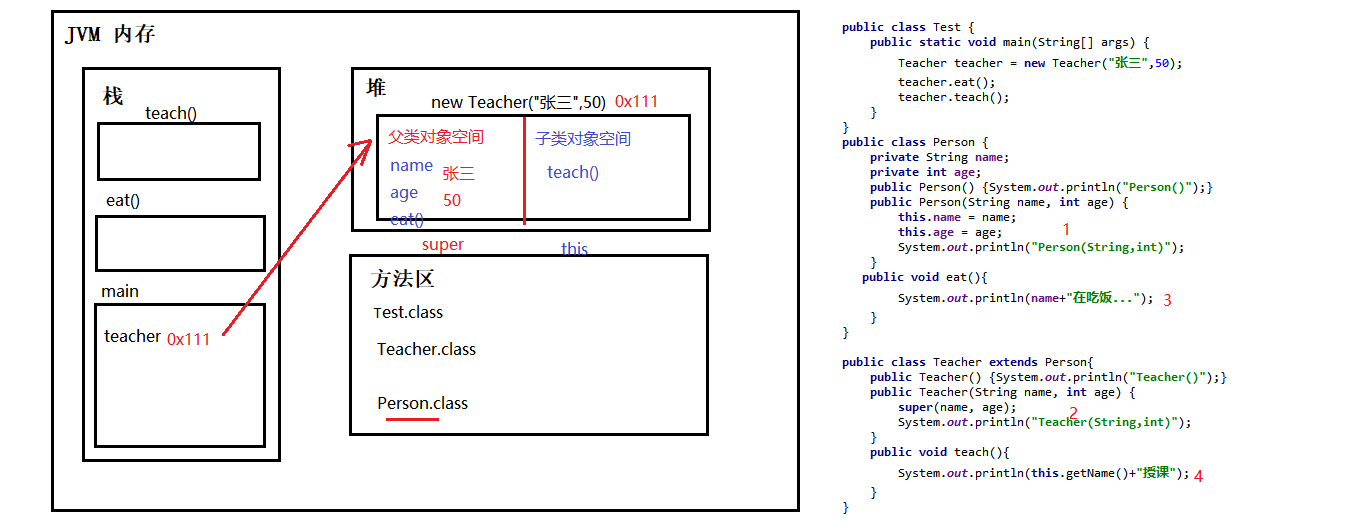 JVM 内存
栈
teach()
eat()
main
teacher 0x111
堆
new Teacher("张三",50) 0x111
父类对象空间
name 张三
age 50
eat()
子类对象空间
teach()
super
this
方法区
Test.class
Teacher.class
Person.class
public class Test {
public static void main(String[] args) {
Teacher teacher = new Teacher("张三",50);
teacher.eat();
teacher.teach();
}
}
public class Person {
private String name;
private int age;
public Person() {System.out.println("Person()");}
public Person(String name, int age) {
this.name = name;
this.age = age; 1
System.out.println("Person(String,int)");
}
public void eat(){
System.out.println(name+"在吃饭..."); 3
}
}
public class Teacher extends Person{
public Teacher() {System.out.println("Teacher()");}
public Teacher(String name, int age) {
super(name, age); 2
System.out.println("Teacher(String,int)");
}
public void teach(){
System.out.println(this.getName()+"授课"); 4
}
}